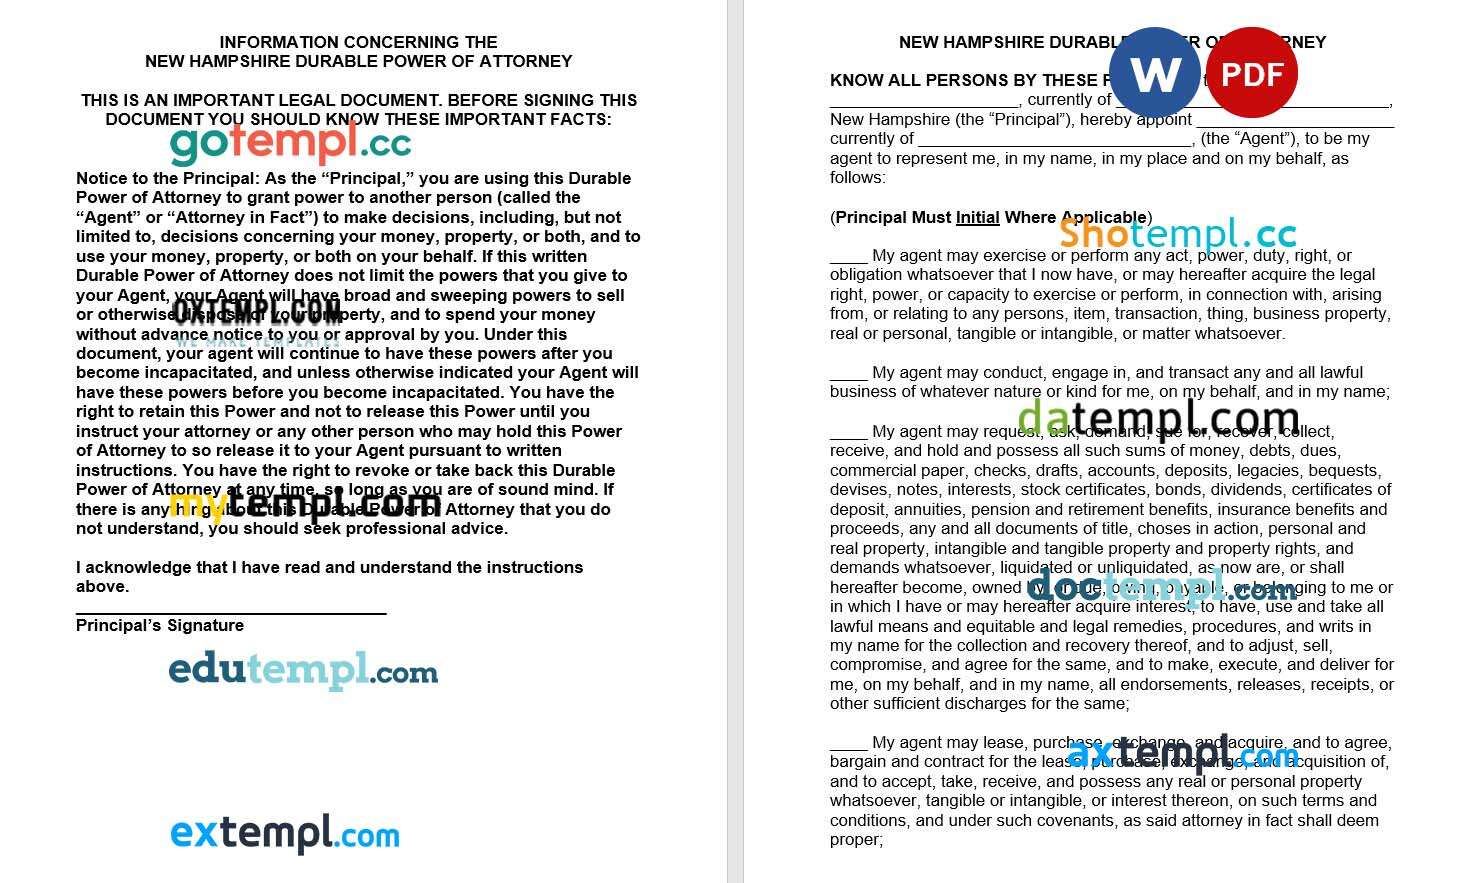 INFORMATION CONCERNING THE
NEW HAMPSHIRE DURABLE POWER OF ATTORNEY
THIS IS AN IMPORTANT LEGAL DOCUMENT. BEFORE SIGNING THIS
DOCUMENT YOU SHOULD KNOW THESE IMPORTANT FACTS:
gotempl.cc
Notice to the Principal: As the “Principal,” you are using this Durable
Power of Attorney to grant power to another person (called the
“Agent” or “Attorney in Fact”) to make decisions, including, but not
limited to, decisions concerning your money, property, or both, and to
use your money, property, or both on your behalf. If this written
Durable Power of Attorney does not limit the powers that you give to
your Agent, your Agent will have broad and sweeping powers to sell
OXTEMPL.COM
or otherwise dispose of your property, and to spend your money
without advance notice to you or approval by you. Under this
WE MAKE TEMPLATES
document, your agent will continue to have these powers after you
become incapacitated, and unless otherwise indicated your Agent will
have these powers before you become incapacitated. You have the
right to retain this Power and not to release this Power until you
instruct your attorney or any other person who may hold this Power
of Attorney to so release it to your Agent pursuant to written
instructions. You have the right to revoke or take back this Durable
Power of Attorney at any time, so long as you are of sound mind. If
mytempl.com
there is anything about this Durable Power of Attorney that you do
not understand, you should seek professional advice.
I acknowledge that I have read and understand the instructions
above.
Principal’s Signature
edutempl.com
extempl.com
NEW HAMPSHIRE DURABLE POWER OF ATTORNEY
W PDF
KNOW ALL PERSONS BY THESE
____________________, currently of _____________________________,
New Hampshire (the “Principal”), hereby appoint _____________________
currently of _____________________________, (the “Agent”), to be my
agent to represent me, in my name, in my place and on my behalf, as
follows:
(Principal Must Initial Where Applicable)
Shotempl.cc
____ My agent may exercise or perform any act, power, duty, right, or
obligation whatsoever that I now have, or may hereafter acquire the legal
right, power, or capacity to exercise or perform, in connection with, arising
from, or relating to any persons, item, transaction, thing, business property,
real or personal, tangible or intangible, or matter whatsoever.
____ My agent may conduct, engage in, and transact any and all lawful
business of whatever nature or kind for me, on my behalf, and in my name;
datempl.com
____ My agent may request, ask, demand, sue for, recover, collect,
receive, and hold and possess all such sums of money, debts, dues,
commercial paper, checks, drafts, accounts, deposits, legacies, bequests,
devises, notes, interests, stock certificates, bonds, dividends, certificates of
deposit, annuities, pension and retirement benefits, insurance benefits and
proceeds, any and all documents of title, choses in action, personal and
real property, intangible and tangible property and property rights, and
demands whatsoever, liquidated or unliquidated, as now are, or shall
hereafter become, owned by, or due, owing, payable, or belonging to me or
doctempl.com
in which I have or may hereafter acquire interest, to have, use and take all
lawful means and equitable and legal remedies, procedures, and writs in
my name for the collection and recovery thereof, and to adjust, sell,
compromise, and agree for the same, and to make, execute, and deliver for
me, on my behalf, and in my name, all endorsements, releases, receipts, or
other sufficient discharges for the same;
____ My agent may lease, purchase, exchange, and acquire, and to agree,
axtempl.com
bargain and contract for the lease, purchase, exchange, and acquisition of,
and to accept, take, receive, and possess any real or personal property
whatsoever, tangible or intangible, or interest thereon, on such terms and
conditions, and under such covenants, as said attorney in fact shall deem
proper;